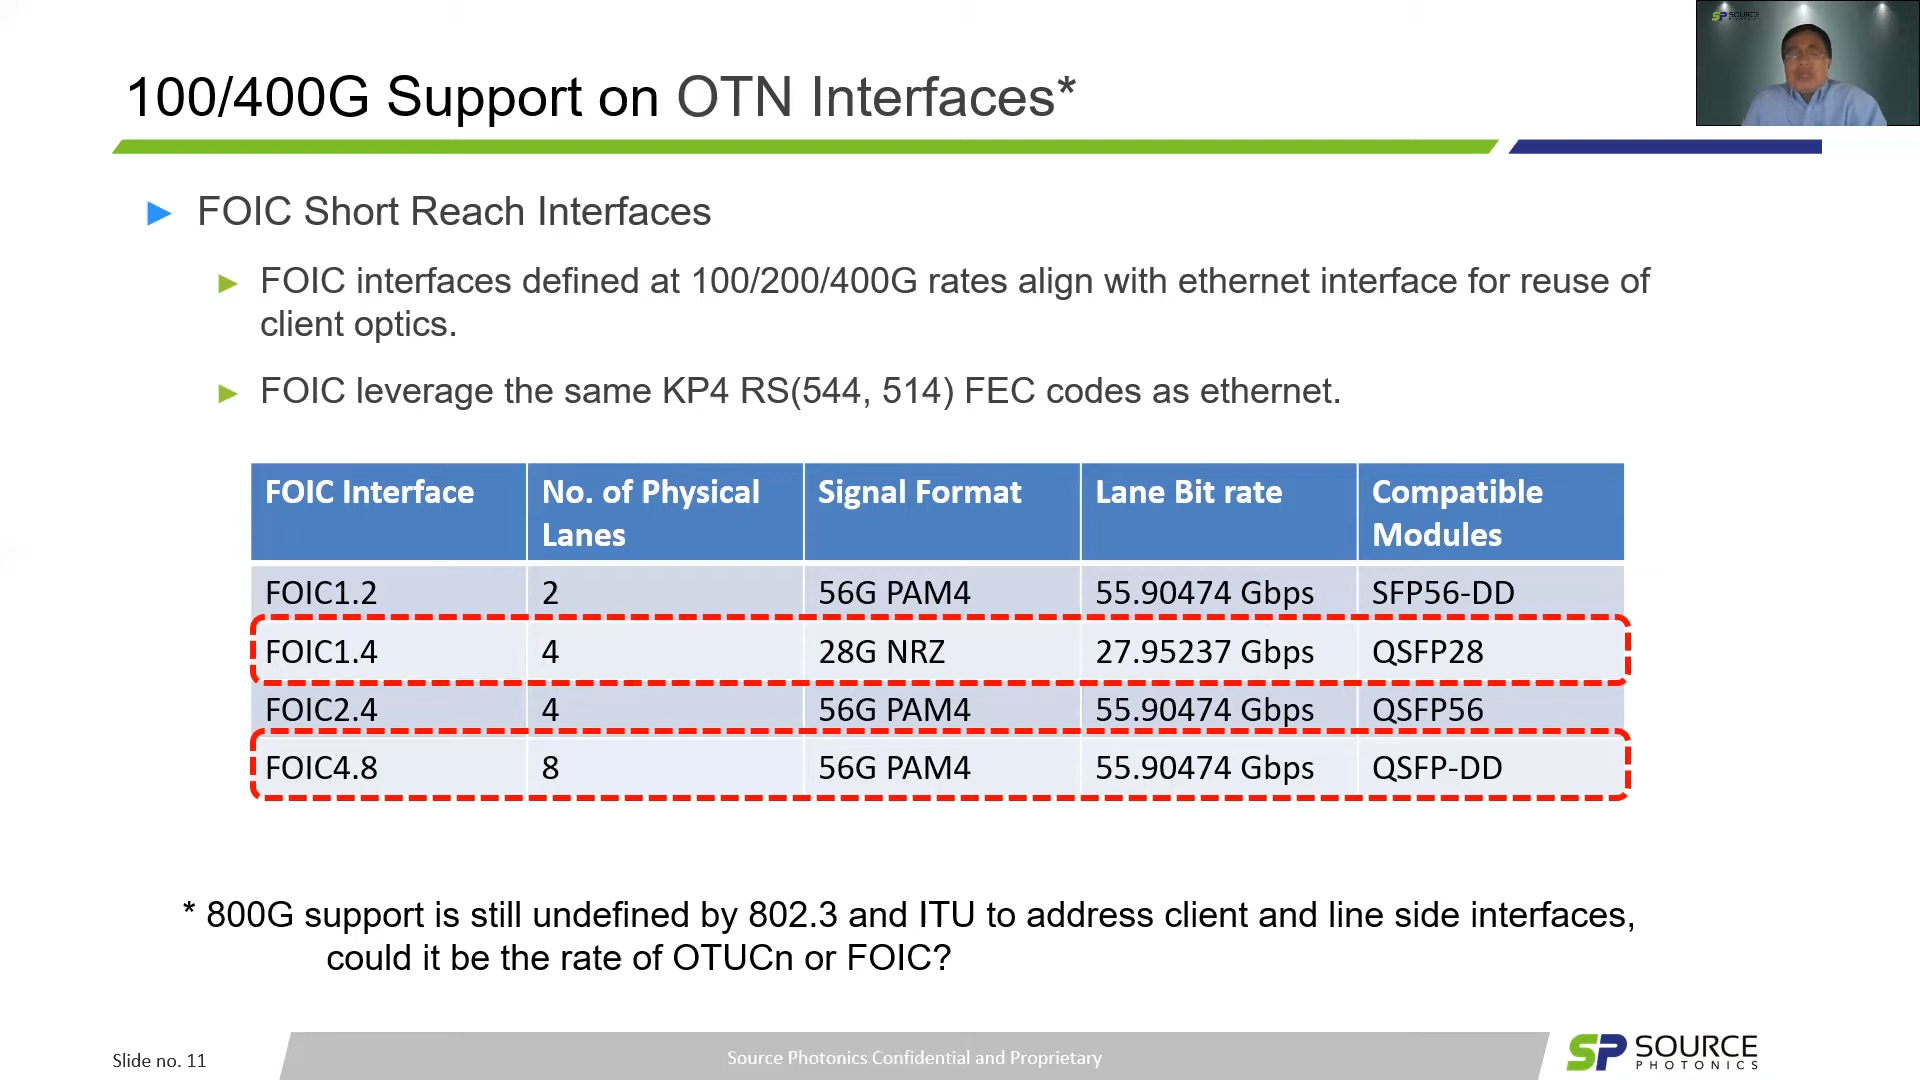 SP SOURCE
100/400G Support on OTN Interfaces*
FOIC Short Reach Interfaces
FOIC interfaces defined at 100/200/400G rates align with ethernet interface for reuse of
client optics.
FOIC leverage the same KP4 RS(544, 514) FEC codes as ethernet.
FOIC Interface No. of Physical Lanes Signal Format Lane Bit rate Compatible Modules
FOIC1.2 2 56G PAM4 55.90474 Gbps SFP56-DD
FOIC1.4 4 28G NRZ 27.95237 Gbps QSFP28
FOIC2.4 4 56G PAM4 55.90474 Gbps QSFP56
FOIC4.8 8 56G PAM4 55.90474 Gbps QSFP-DD
* 800G support is still undefined by 802.3 and ITU to address client and line side interfaces,
could it be the rate of OTUCn or FOIC?
Slide no. 11
Source Photonics Confidential and Proprietary
SP SOURCE
PHOTONICS